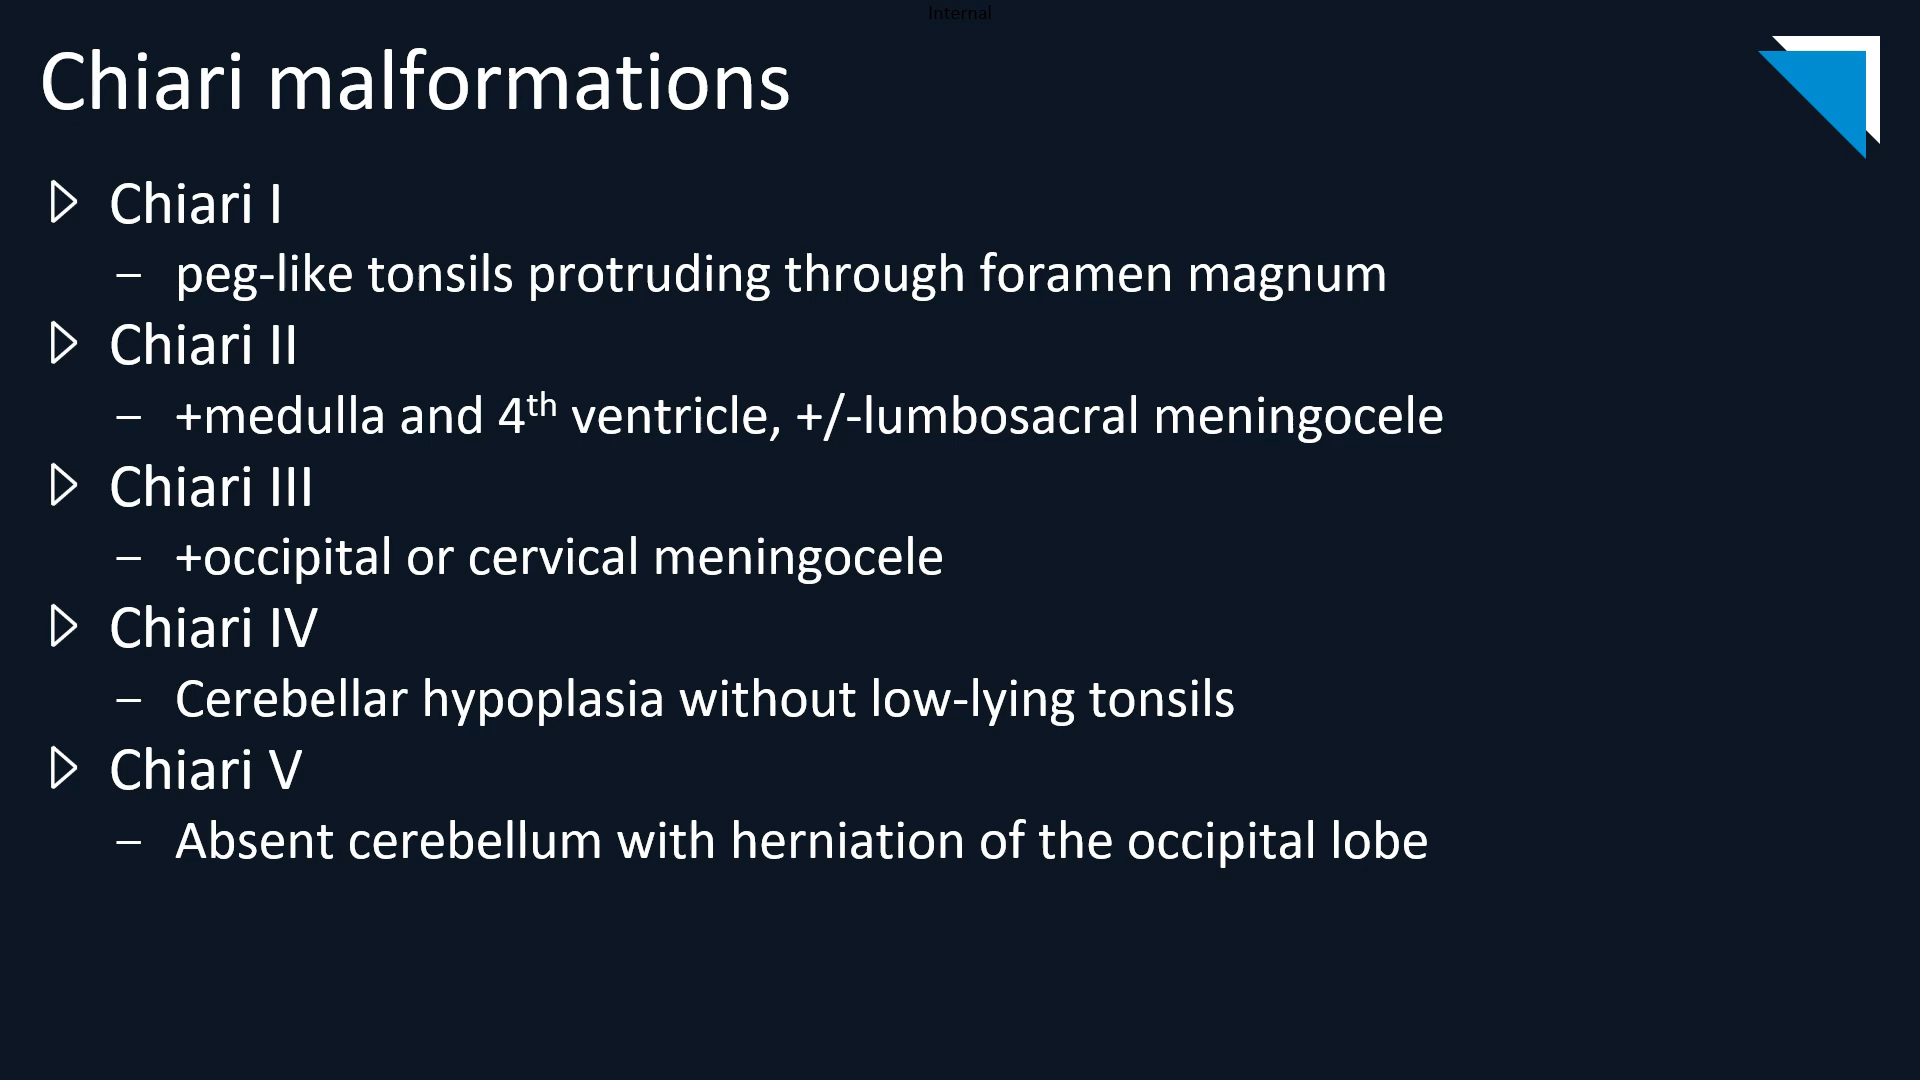 Internal
Chiari malformations
Chiari I
– peg-like tonsils protruding through foramen magnum
Chiari II
– +medulla and 4th ventricle, +/-lumbosacral meningocele
Chiari III
– +occipital or cervical meningocele
Chiari IV
– Cerebellar hypoplasia without low-lying tonsils
Chiari V
– Absent cerebellum with herniation of the occipital lobe